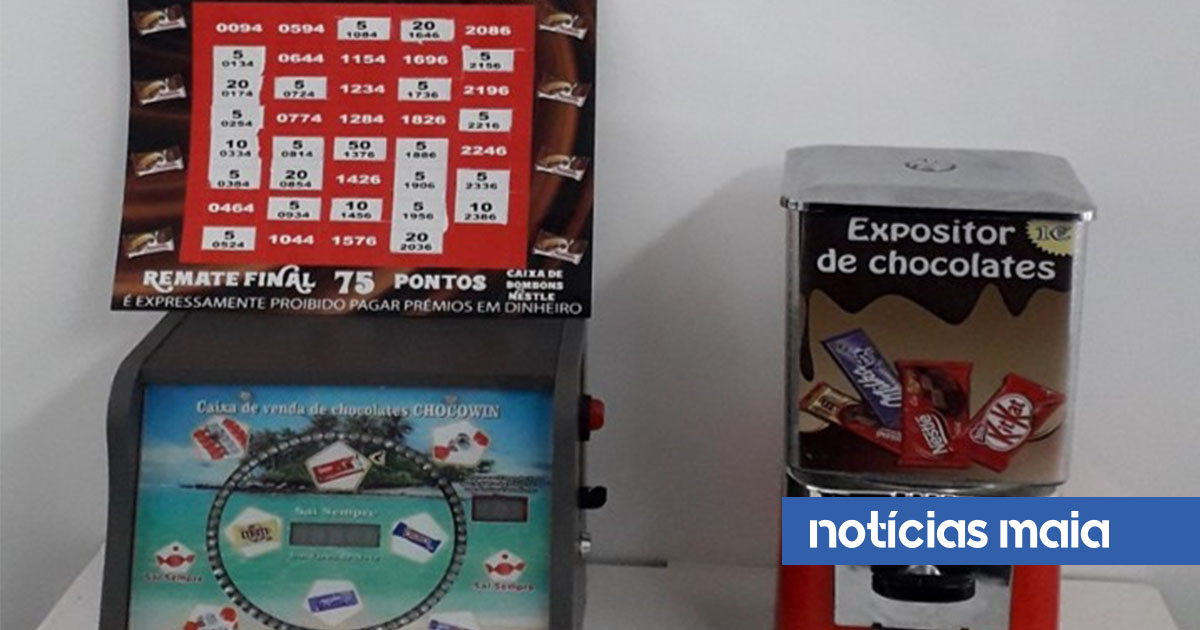 0094 0594 5 1084 20 1646 2086
5 0134 0644 1154 1696 5 2156
20 0174 5 0724 1234 5 1736 2196
5 0254 0774 1284 1826 5 2216
10 0334 5 0814 50 1376 5 1886 2246
5 0384 20 0854 1426 5 1906 5 2336
0464 5 0934 10 1456 5 1956 10 2386
5 0524 1044 1576 20 2036
REMATE FINAL 75 PONTOS CAIXA DE
BOMBONS
NESTLE
É EXPRESSAMENTE PROIBIDO PAGAR PRÉMIOS EM DINHEIRO
Caixa de venda de chocolates CHOCOWIN
Sai Sempre
m&m
Sai Sempre
Sai Sempre
Expositor 1€
de chocolates
Milka
Nestlé
KitKat
notícias maia